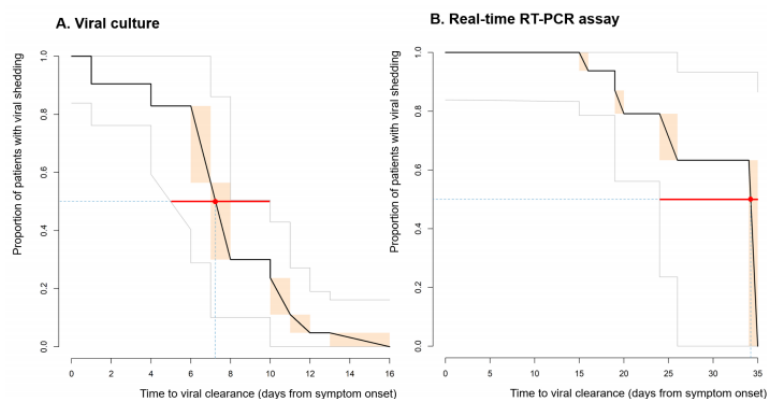 A. Viral culture
Proportion of patients with viral shedding
1.0
0.8
0.6
0.4
0.2
0.0
0 2 4 6 8 10 12 14 16
Time to viral clearance (days from symptom onset)
B. Real-time RT-PCR assay
Proportion of patients with viral shedding
1.0
0.8
0.6
0.4
0.2
0.0
0 5 10 15 20 25 30 35
Time to viral clearance (days from symptom onset)